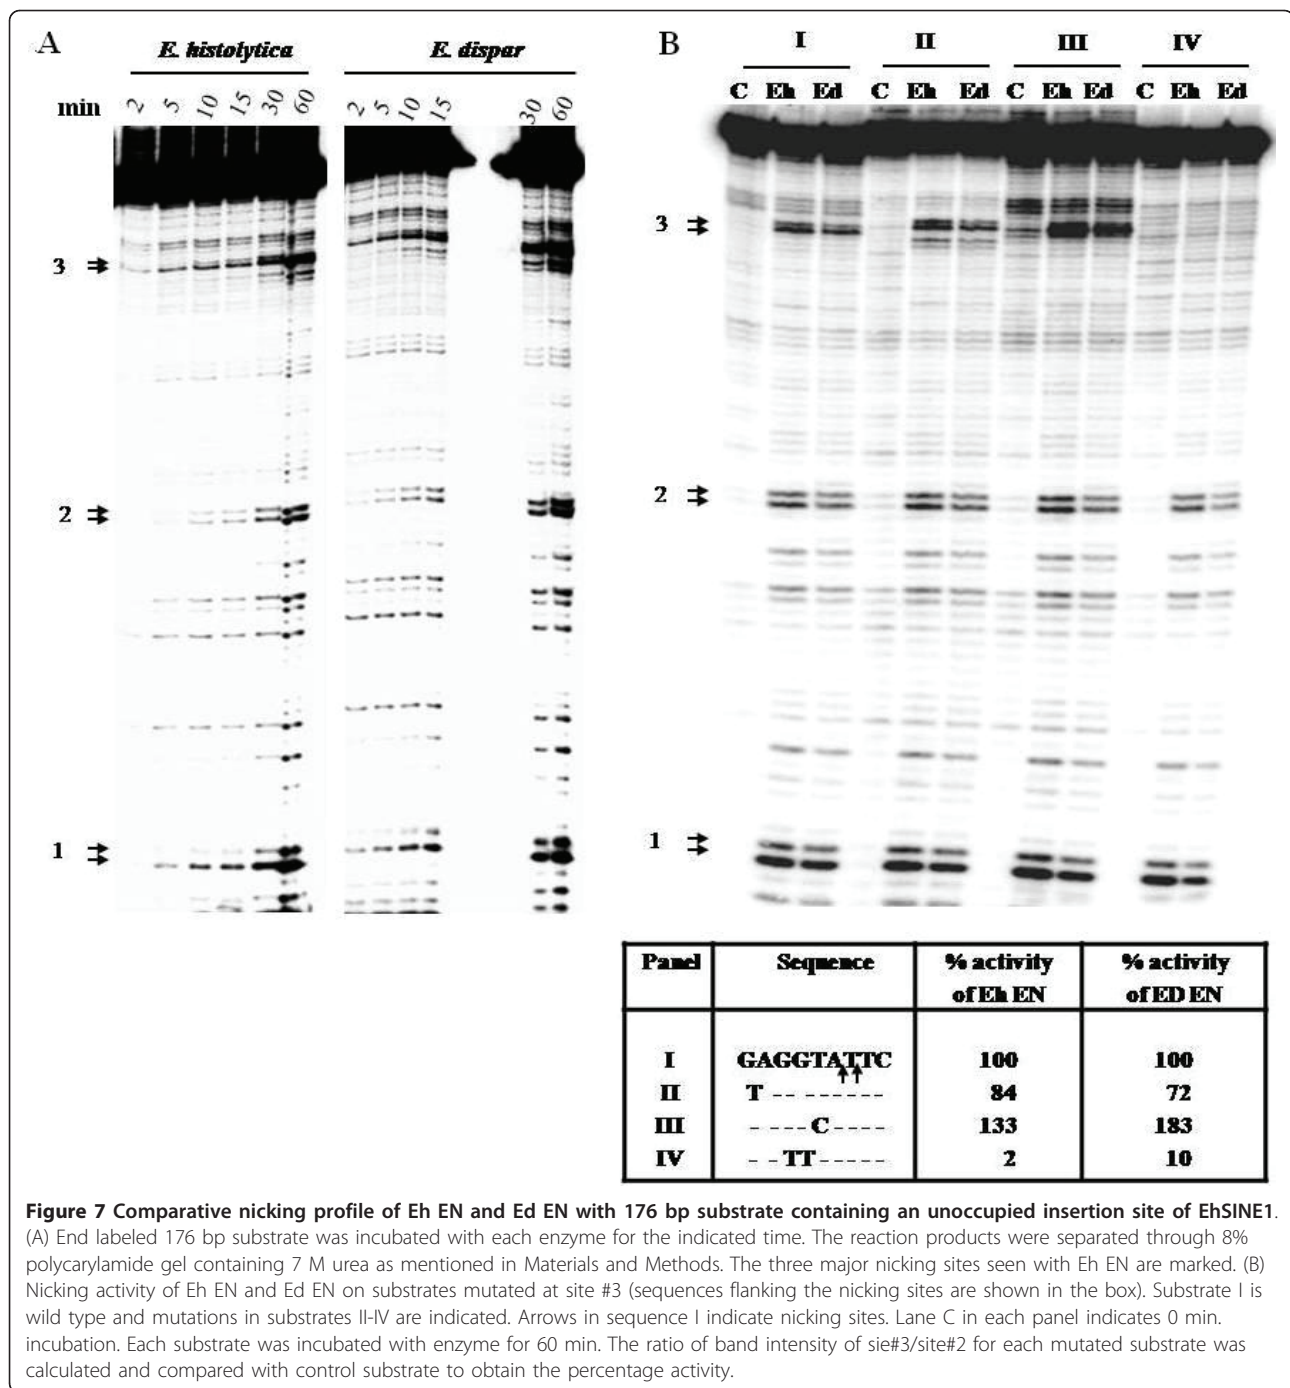 A
E. histolytica
E. dispar
min 2 5 10 15 30 60
2 5 10 15 30 60
3
2
1
B
I II III IV
C Eh Ed C Eh Ed C Eh Ed C Eh Ed
3
2
1
Panel Sequence % activity % activity
of Eh EN of ED EN
I GAGGTATTC 100 100
II T -- ------ 84 72
III - ----C---- 133 183
IV - --TT----- 2 10
Figure 7 Comparative nicking profile of Eh EN and Ed EN with 176 bp substrate containing an unoccupied insertion site of EhSINE1.
(A) End labeled 176 bp substrate was incubated with each enzyme for the indicated time. The reaction products were separated through 8%
polycarylamide gel containing 7 M urea as mentioned in Materials and Methods. The three major nicking sites seen with Eh EN are marked. (B)
Nicking activity of Eh EN and Ed EN on substrates mutated at site #3 (sequences flanking the nicking sites are shown in the box). Substrate I is
wild type and mutations in substrates II-IV are indicated. Arrows in sequence I indicate nicking sites. Lane C in each panel indicates 0 min.
incubation. Each substrate was incubated with enzyme for 60 min. The ratio of band intensity of sie#3/site#2 for each mutated substrate was
calculated and compared with control substrate to obtain the percentage activity.